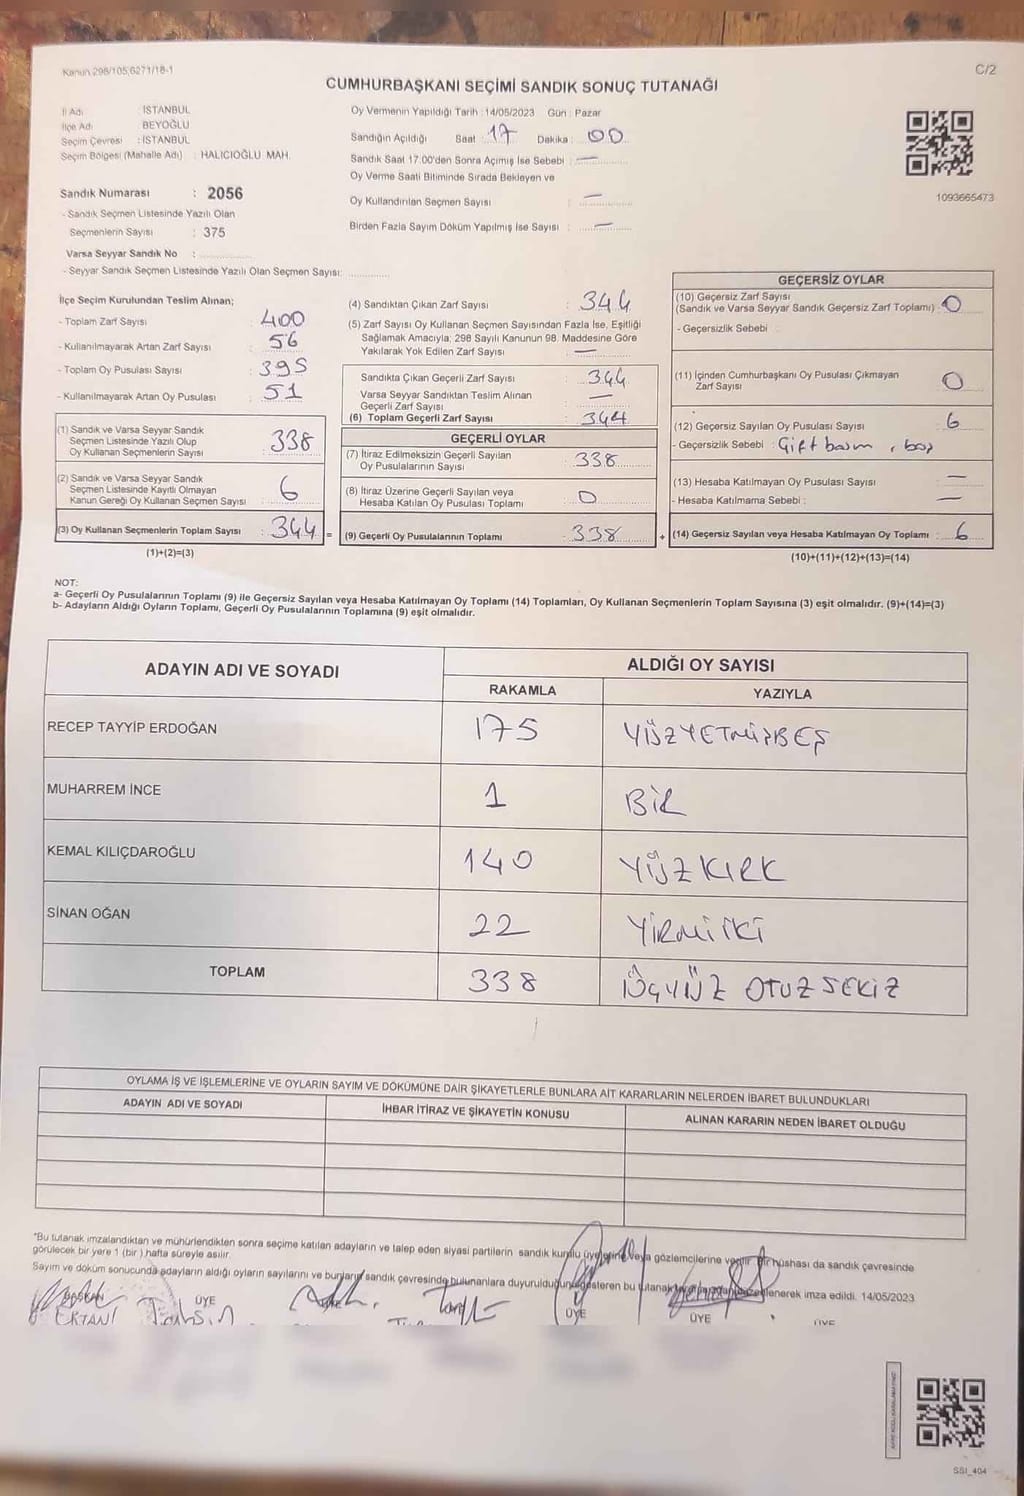 Kanun 298/105,6271/18-1
C/2
CUMHURBAŞKANI SEÇİMİ SANDIK SONUÇ TUTANAĞI
İl Adı : İSTANBUL
İlçe Adı : BEYOĞLU
Seçim Çevresi : İSTANBUL
Seçim Bölgesi (Mahalle Adı) : HALICIOĞLU MAH.
Sandık Numarası : 2056
- Sandık Seçmen Listesinde Yazılı Olan
Seçmenlerin Sayısı : 375
Varsa Seyyar Sandık No :
- Seyyar Sandık Seçmen Listesinde Yazılı Olan Seçmen Sayısı:
Oy Vermenin Yapıldığı Tarih : 14/05/2023 Gün : Pazar
Sandığın Açıldığı Saat : 17 Dakika : 00
Sandık Saat 17:00'den Sonra Açımış İse Sebebi : —
Oy Verme Saati Bitiminde Sırada Bekleyen ve
Oy Kullandırılan Seçmen Sayısı : —
Birden Fazla Sayım Döküm Yapılmış İse Sayısı : —
1093665473
İlçe Seçim Kurulundan Teslim Alınan;
- Toplam Zarf Sayısı : 400
- Kullanılmayarak Artan Zarf Sayısı : 56
- Toplam Oy Pusulası Sayısı : 395
- Kullanılmayarak Artan Oy Pusulası : 51
(1) Sandık ve Varsa Seyyar Sandık
Seçmen Listesinde Yazılı Olup
Oy Kullanan Seçmenlerin Sayısı : 338
(2) Sandık ve Varsa Seyyar Sandık
Seçmen Listesinde Kayıtlı Olmayan
Kanun Gereği Oy Kullanan Seçmen Sayısı : 6
(3) Oy Kullanan Seçmenlerin Toplam Sayısı : 344 =
(1)+(2)=(3)
(4) Sandıktan Çıkan Zarf Sayısı : 344
(5) Zarf Sayısı Oy Kullanan Seçmen Sayısından Fazla İse, Eşitliği
Sağlamak Amacıyla; 298 Sayılı Kanunun 98. Maddesine Göre
Yakılarak Yok Edilen Zarf Sayısı : —
Sandıkta Çıkan Geçerli Zarf Sayısı : 344
Varsa Seyyar Sandıktan Teslim Alınan
Geçerli Zarf Sayısı : —
(6) Toplam Geçerli Zarf Sayısı : 344
GEÇERLİ OYLAR
(7) İtiraz Edilmeksizin Geçerli Sayılan
Oy Pusulalarının Sayısı : 338
(8) İtiraz Üzerine Geçerli Sayılan veya
Hesaba Katılan Oy Pusulası Toplamı : 0
(9) Geçerli Oy Pusulalarının Toplamı : 338 +
GEÇERSİZ OYLAR
(10) Geçersiz Zarf Sayısı
(Sandık ve Varsa Seyyar Sandık Geçersiz Zarf Toplamı) : 0
- Geçersizlik Sebebi :
(11) İçinden Cumhurbaşkanı Oy Pusulası Çıkmayan
Zarf Sayısı : 0
(12) Geçersiz Sayılan Oy Pusulası Sayısı : 6
- Geçersizlik Sebebi : Çift basım , boş
(13) Hesaba Katılmayan Oy Pusulası Sayısı : —
- Hesaba Katılmama Sebebi : —
(14) Geçersiz Sayılan veya Hesaba Katılmayan Oy Toplamı : 6
(10)+(11)+(12)+(13)=(14)
NOT:
a- Geçerli Oy Pusulalarının Toplamı (9) ile Geçersiz Sayılan veya Hesaba Katılmayan Oy Toplamı (14) Toplamları, Oy Kullanan Seçmenlerin Toplam Sayısına (3) eşit olmalıdır. (9)+(14)=(3)
b- Adayların Aldığı Oyların Toplamı, Geçerli Oy Pusulalarının Toplamına (9) eşit olmalıdır.
ADAYIN ADI VE SOYADI
ALDIĞI OY SAYISI
RAKAMLA YAZIYLA
RECEP TAYYİP ERDOĞAN 175 YÜZYETMİŞBEŞ
MUHARREM İNCE 1 BİR
KEMAL KILIÇDAROĞLU 140 YÜZKIRK
SİNAN OĞAN 22 YİRMİİKİ
TOPLAM 338 ÜÇYÜZ OTUZSEKİZ
OYLAMA İŞ VE İŞLEMLERİNE VE OYLARIN SAYIM VE DÖKÜMÜNE DAİR ŞİKAYETLERLE BUNLARA AİT KARARLARIN NELERDEN İBARET BULUNDUKLARI
ADAYIN ADI VE SOYADI İHBAR İTİRAZ VE ŞİKAYETİN KONUSU ALINAN KARARIN NEDEN İBARET OLDUĞU
*Bu tutanak imzalandıktan ve mühürlendikten sonra seçime katılan adayların ve talep eden siyasi partilerin sandık kurulu üyelerine veya gözlemcilerine verilir. Bir nüshası da sandık çevresinde
görülecek bir yere 1 (bir) hafta süreyle asılır.
Sayım ve döküm sonucunda adayların aldığı oyların sayılarını ve bunların sandık çevresinde bulunanlara duyurulduğunu gösteren bu tutanak düzenlenerek imza edildi. 14/05/2023
BAŞKAN ÜYE ÜYE ÜYE ÜYE
SSI_404